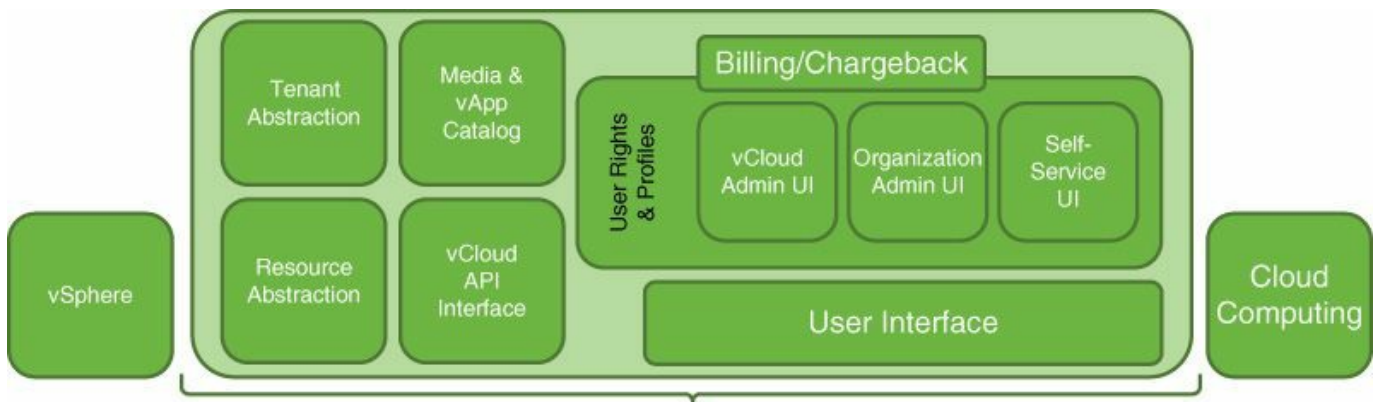 vSphere
Tenant
Abstraction
Media &
vApp
Catalog
Resource
Abstraction
vCloud
API
Interface
Billing/Chargeback
User Rights
& Profiles
vCloud
Admin UI
Organization
Admin UI
Self-
Service
UI
User Interface
Cloud
Computing